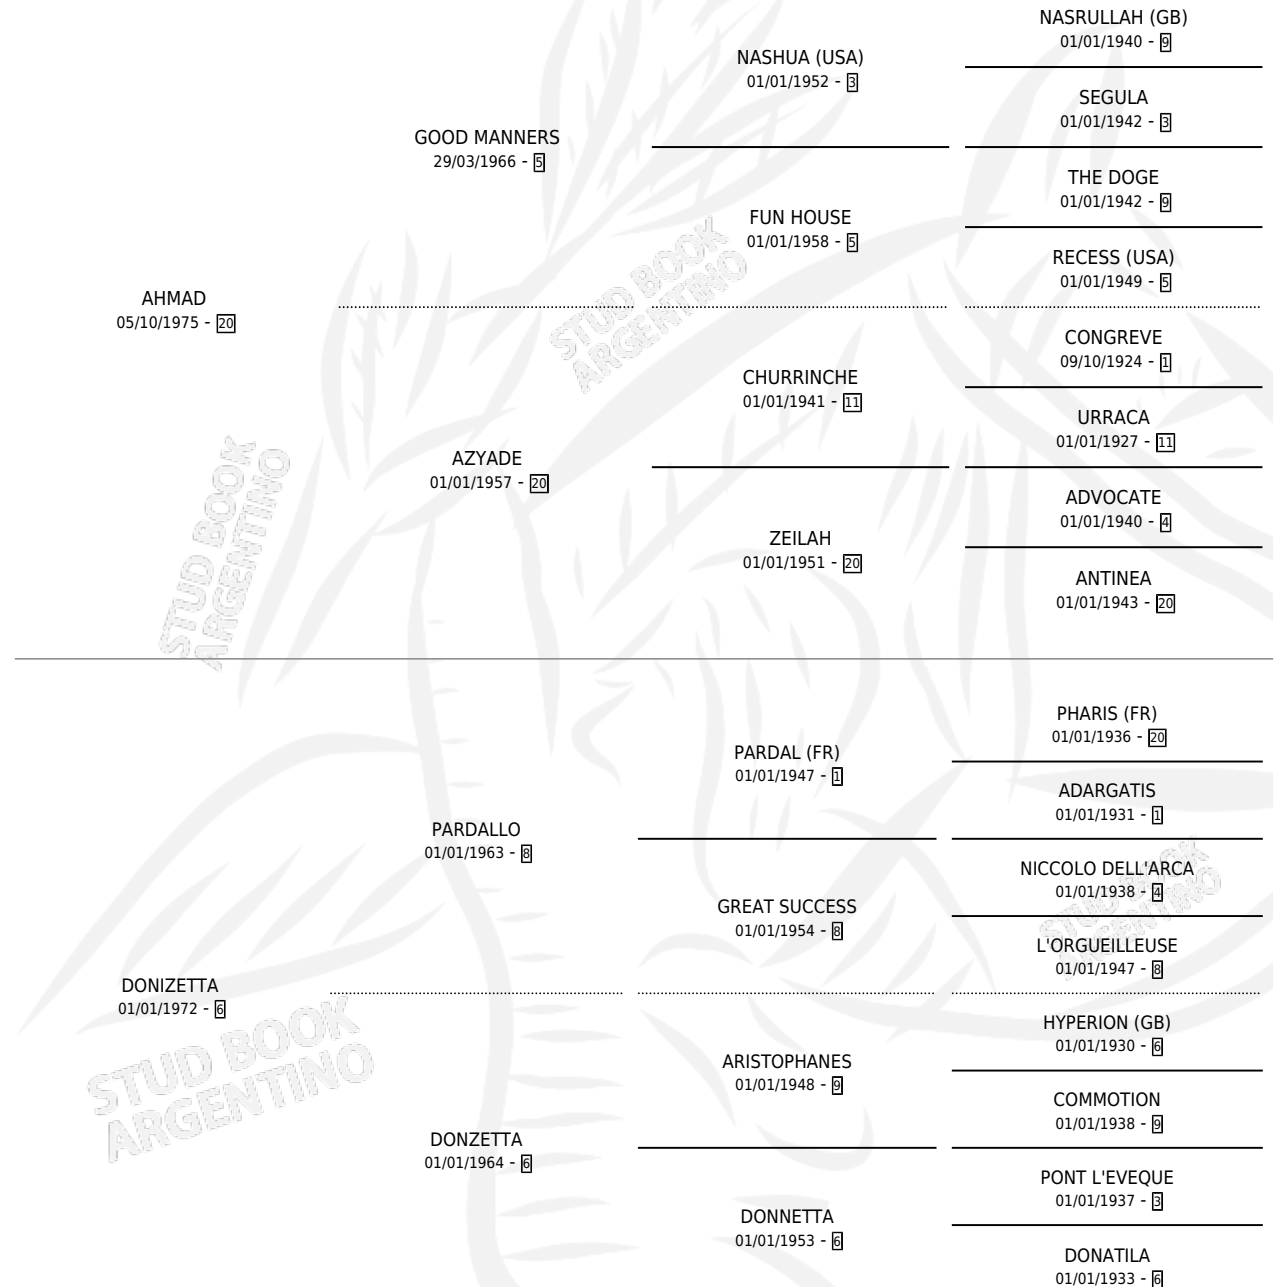 NASRULLAH (GB)
01/01/1940 - 9
NASHUA (USA)
01/01/1952 - 3
SEGULA
01/01/1942 - 3
GOOD MANNERS
29/03/1966 - 5
THE DOGE
01/01/1942 - 9
FUN HOUSE
01/01/1958 - 5
RECESS (USA)
01/01/1949 - 5
AHMAD
05/10/1975 - 20
CONGREVE
09/10/1924 - 1
CHURRINCHE
01/01/1941 - 11
URRACA
01/01/1927 - 11
AZYADE
01/01/1957 - 20
ADVOCATE
01/01/1940 - 4
ZEILAH
01/01/1951 - 20
ANTINEA
01/01/1943 - 20
PHARIS (FR)
01/01/1936 - 20
PARDAL (FR)
01/01/1947 - 1
ADARGATIS
01/01/1931 - 1
PARDALLO
01/01/1963 - 8
NICCOLO DELL'ARCA
01/01/1938 - 4
GREAT SUCCESS
01/01/1954 - 8
L'ORGUEILLEUSE
01/01/1947 - 8
DONIZETTA
01/01/1972 - 6
HYPERION (GB)
01/01/1930 - 6
ARISTOPHANES
01/01/1948 - 9
COMMOTION
01/01/1938 - 9
DONZETTA
01/01/1964 - 6
PONT L'EVEQUE
01/01/1937 - 3
DONNETTA
01/01/1953 - 6
DONATILA
01/01/1933 - 6
STUD BOOK
ARGENTINO
STUD BOOK
ARGENTINO
STUD BOOK
ARGENTINO
STUD BOOK
ARGENTINO